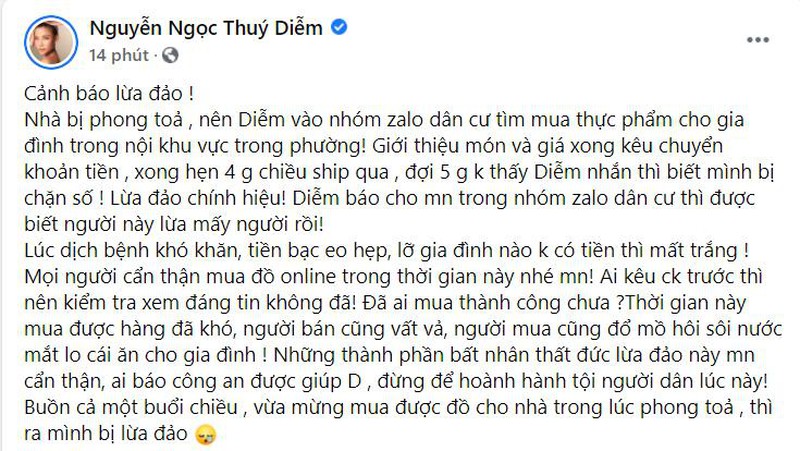 Nguyễn Ngọc Thuý Diễm
14 phút ·
Cảnh báo lừa đảo !
Nhà bị phong toả , nên Diễm vào nhóm zalo dân cư tìm mua thực phẩm cho gia
đình trong nội khu vực trong phường! Giới thiệu món và giá xong kêu chuyển
khoản tiền , xong hẹn 4 g chiều ship qua , đợi 5 g k thấy Diễm nhắn thì biết mình bị
chặn số ! Lừa đảo chính hiệu! Diễm báo cho mn trong nhóm zalo dân cư thì được
biết người này lừa mấy người rồi!
Lúc dịch bệnh khó khăn, tiền bạc eo hẹp, lỡ gia đình nào k có tiền thì mất trắng !
Mọi người cẩn thận mua đồ online trong thời gian này nhé mn! Ai kêu ck trước thì
nên kiểm tra xem đáng tin không đã! Đã ai mua thành công chưa ?Thời gian này
mua được hàng đã khó, người bán cũng vất vả, người mua cũng đổ mồ hôi sôi nước
mắt lo cái ăn cho gia đình ! Những thành phần bất nhân thất đức lừa đảo này mn
cẩn thận, ai báo công an được giúp D , đừng để hoành hành tội người dân lúc này!
Buồn cả một buổi chiều , vừa mừng mua được đồ cho nhà trong lúc phong toả , thì
ra mình bị lừa đảo 😪